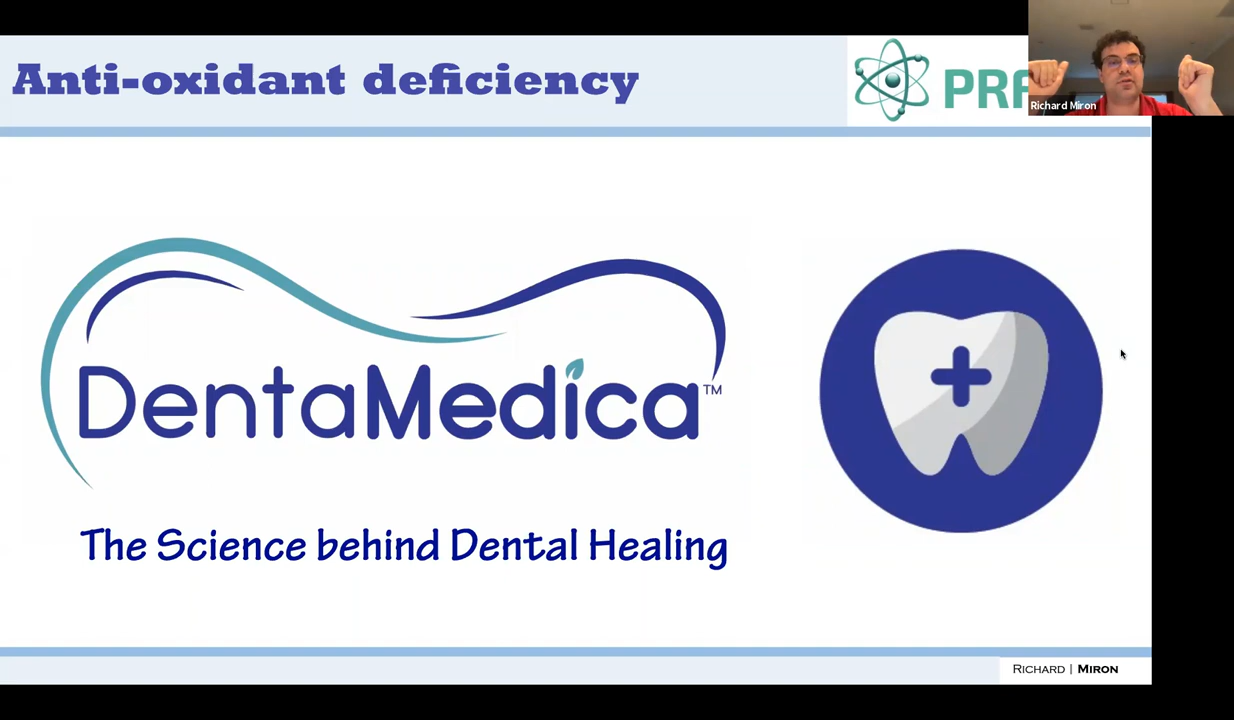 Anti-oxidant deficiency
PRF
Richard Miron
DentaMedica™
The Science behind Dental Healing
RICHARD | MIRON